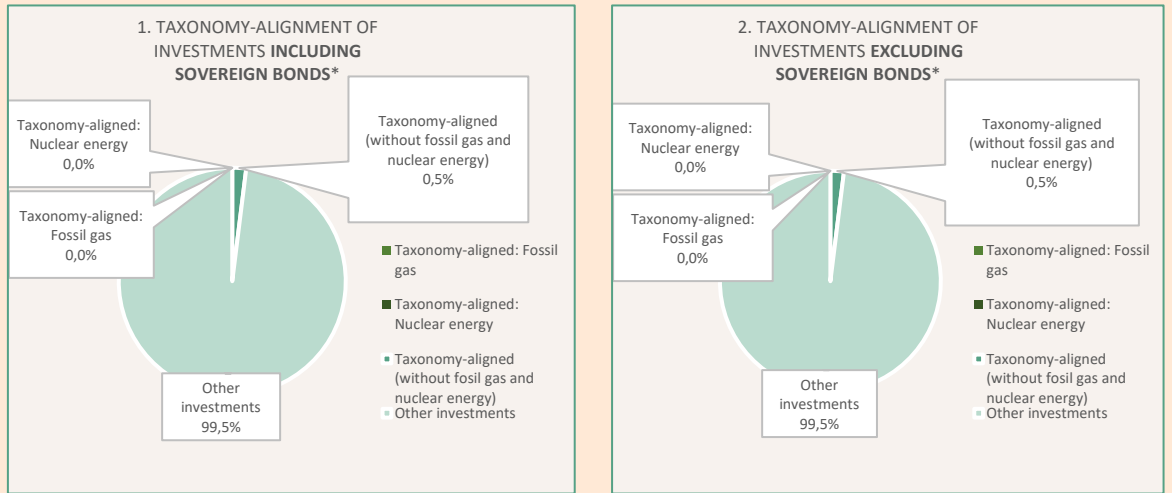 1. TAXONOMY-ALIGNMENT OF
INVESTMENTS INCLUDING
SOVEREIGN BONDS*
Taxonomy-aligned:
Nuclear energy
0,0%
Taxonomy-aligned
(without fossil gas and
nuclear energy)
0,5%
Taxonomy-aligned:
Fossil gas
0,0%
Taxonomy-aligned: Fossil
gas
Taxonomy-aligned:
Nuclear energy
Taxonomy-aligned
(without fosil gas and
nuclear energy)
Other investments
Other
investments
99,5%
2. TAXONOMY-ALIGNMENT OF
INVESTMENTS EXCLUDING
SOVEREIGN BONDS*
Taxonomy-aligned:
Nuclear energy
0,0%
Taxonomy-aligned
(without fossil gas and
nuclear energy)
0,5%
Taxonomy-aligned:
Fossil gas
0,0%
Taxonomy-aligned: Fossil
gas
Taxonomy-aligned:
Nuclear energy
Taxonomy-aligned
(without fosil gas and
nuclear energy)
Other investments
Other
investments
99,5%